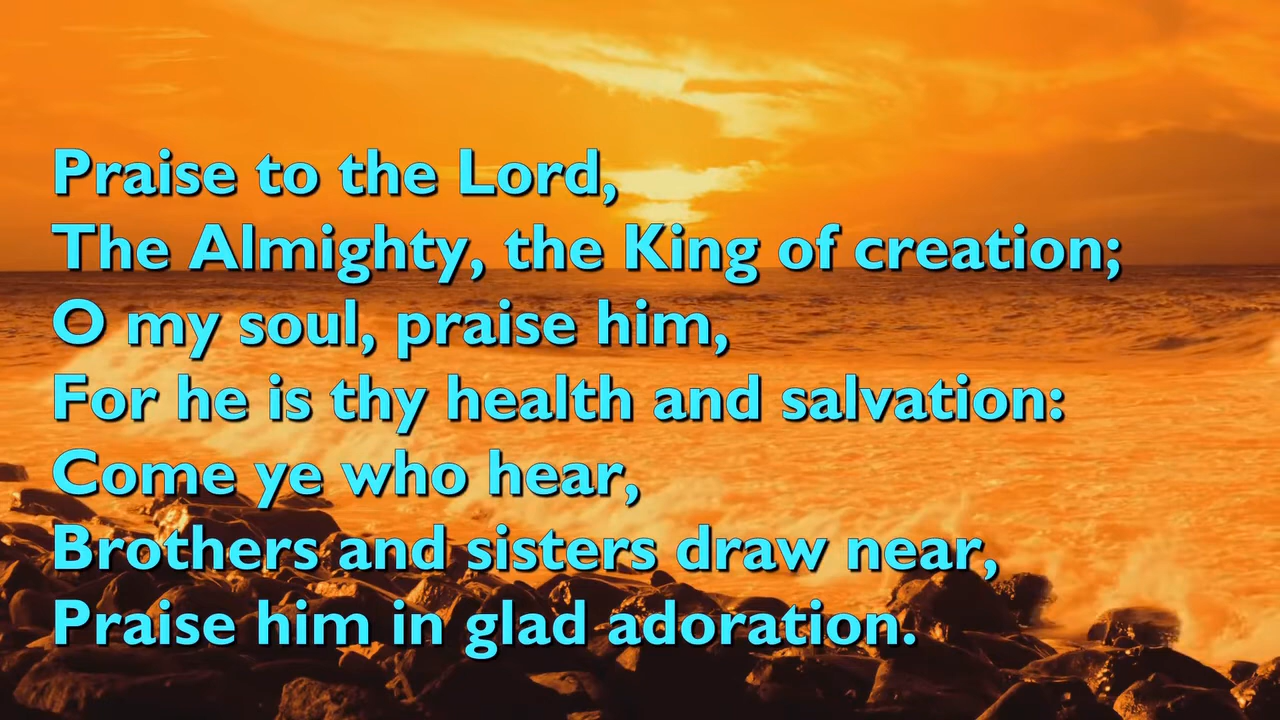 Praise to the Lord,
The Almighty, the King of creation;
O my soul, praise him,
For he is thy health and salvation:
Come ye who hear,
Brothers and sisters draw near,
Praise him in glad adoration.